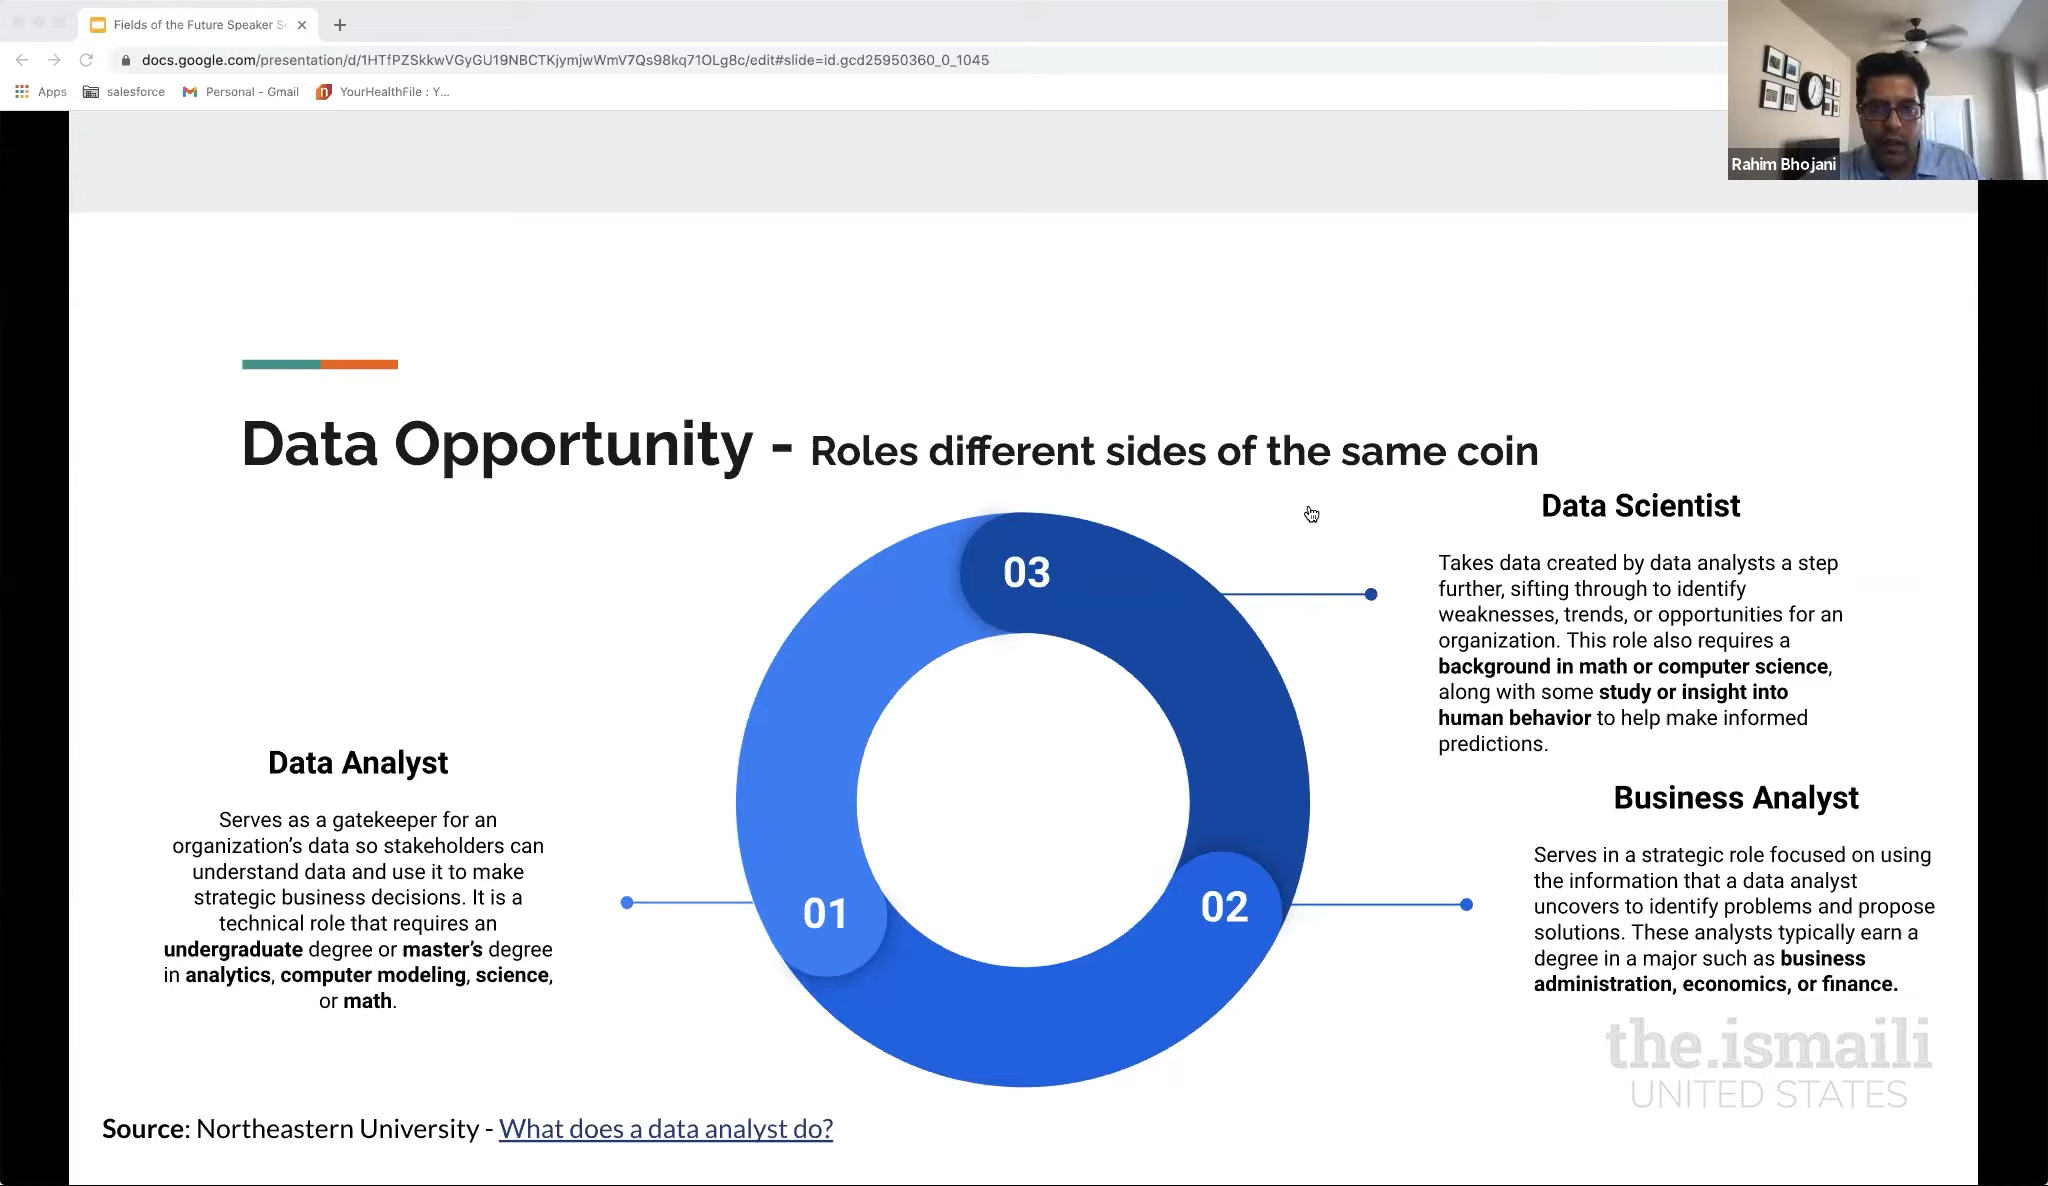 Fields of the Future Speaker S
docs.google.com/presentation/d/1HTfPZSkkwVGyGU19NBCTKjymjwWmV7Qs98kq71OLg8c/edit#slide=id.gcd25950360_0_1045
Apps salesforce Personal - Gmail YourHealthFile : Y...
Rahim Bhojani
Data Opportunity - Roles different sides of the same coin
03
Data Scientist
Takes data created by data analysts a step
further, sifting through to identify
weaknesses, trends, or opportunities for an
organization. This role also requires a
background in math or computer science,
along with some study or insight into
human behavior to help make informed
predictions.
Data Analyst
Serves as a gatekeeper for an
organization's data so stakeholders can
understand data and use it to make
strategic business decisions. It is a
technical role that requires an
undergraduate degree or master's degree
in analytics, computer modeling, science,
or math.
01
02
Business Analyst
Serves in a strategic role focused on using
the information that a data analyst
uncovers to identify problems and propose
solutions. These analysts typically earn a
degree in a major such as business
administration, economics, or finance.
the.ismaili
UNITED STATES
Source: Northeastern University - What does a data analyst do?